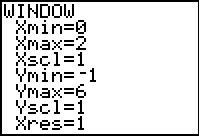 WINDOW
Xmin=0
Xmax=2
Xscl=1
Ymin=-1
Ymax=6
Yscl=1
Xres=1